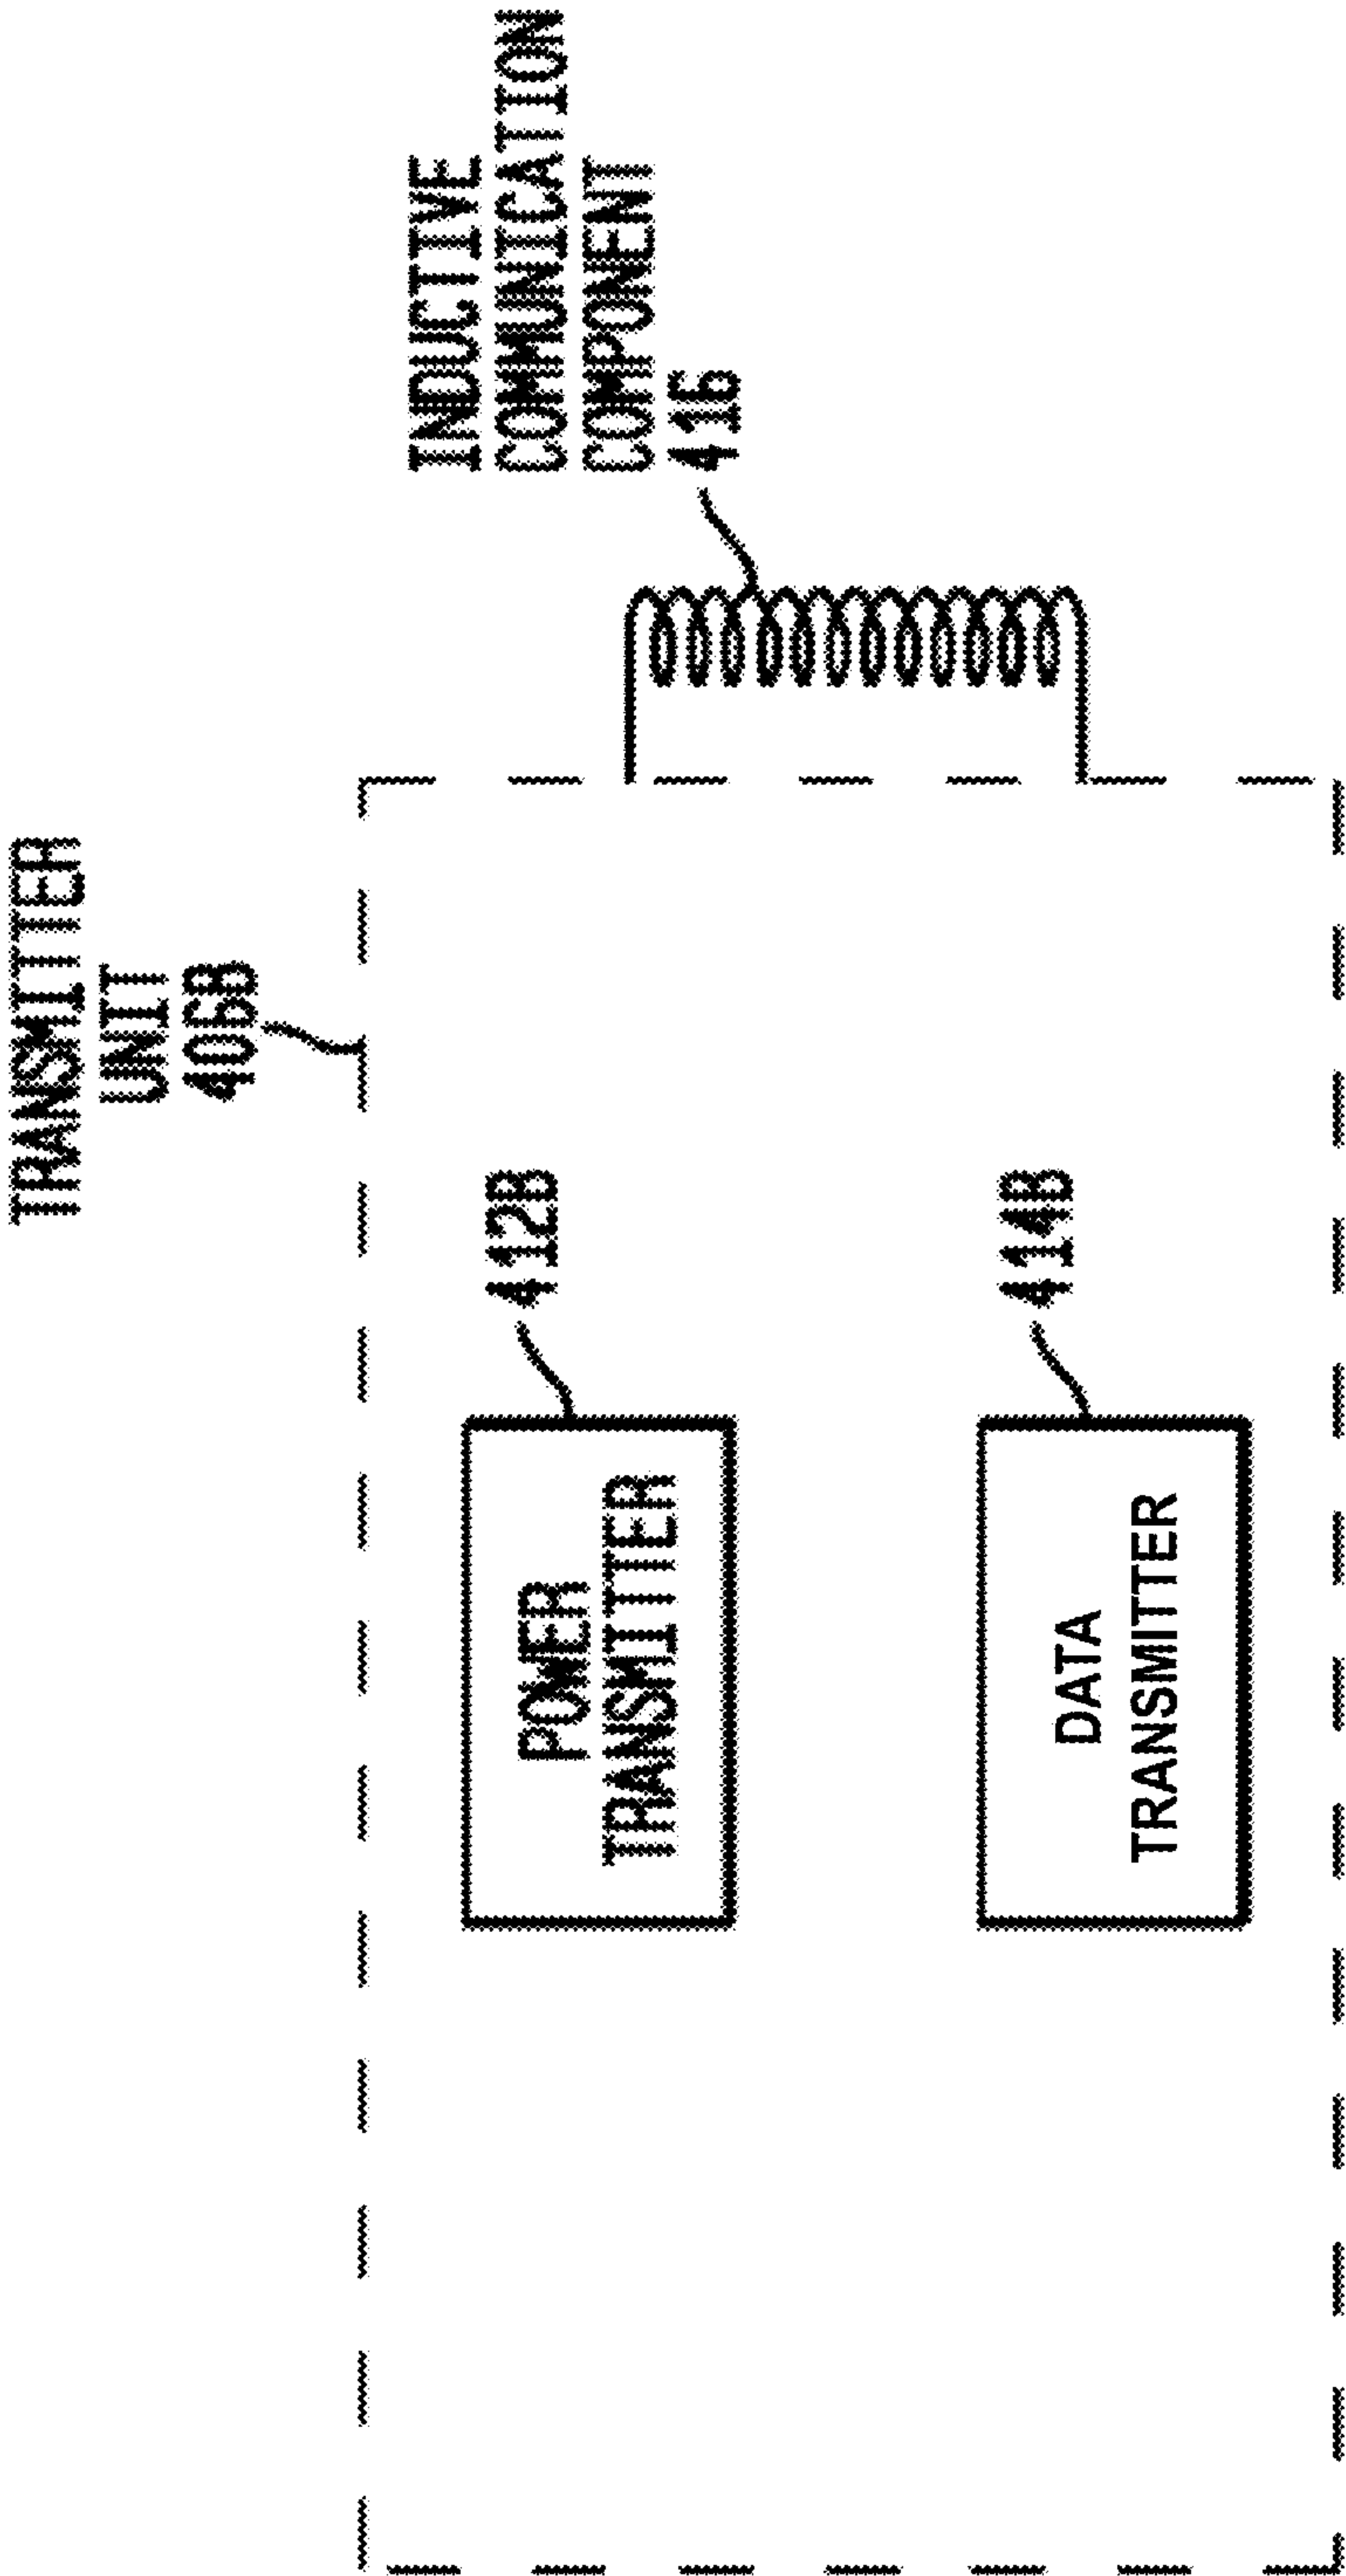 TRANSMITTER
UNIT
406B
INDUCTIVE
COMMUNICATION
COMPONENT
416
412B
POWER
TRANSMITTER
414B
DATA
TRANSMITTER